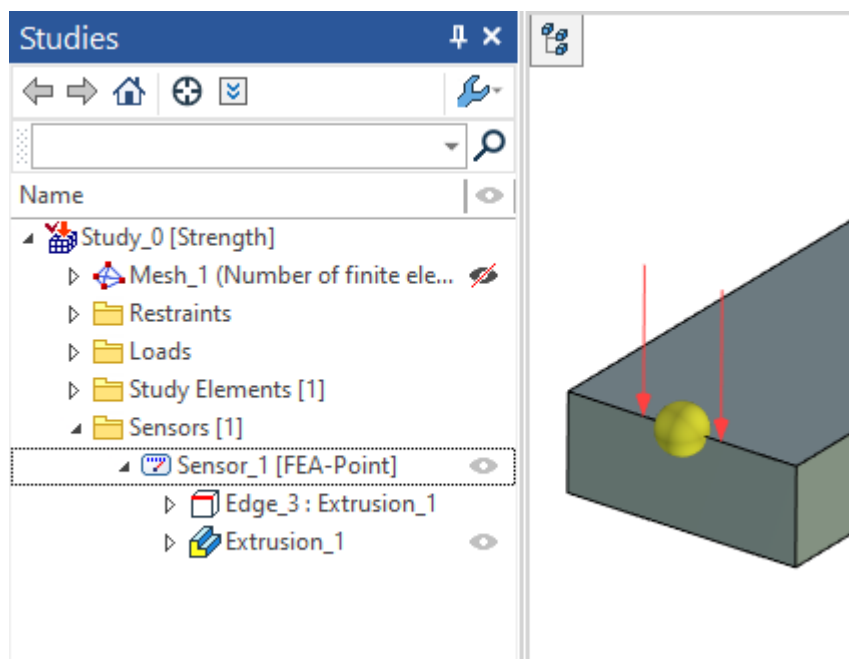 Studies
Name
Study_0 [Strength]
Mesh_1 (Number of finite ele...
Restraints
Loads
Study Elements [1]
Sensors [1]
Sensor_1 [FEA-Point]
Edge_3 : Extrusion_1
Extrusion_1